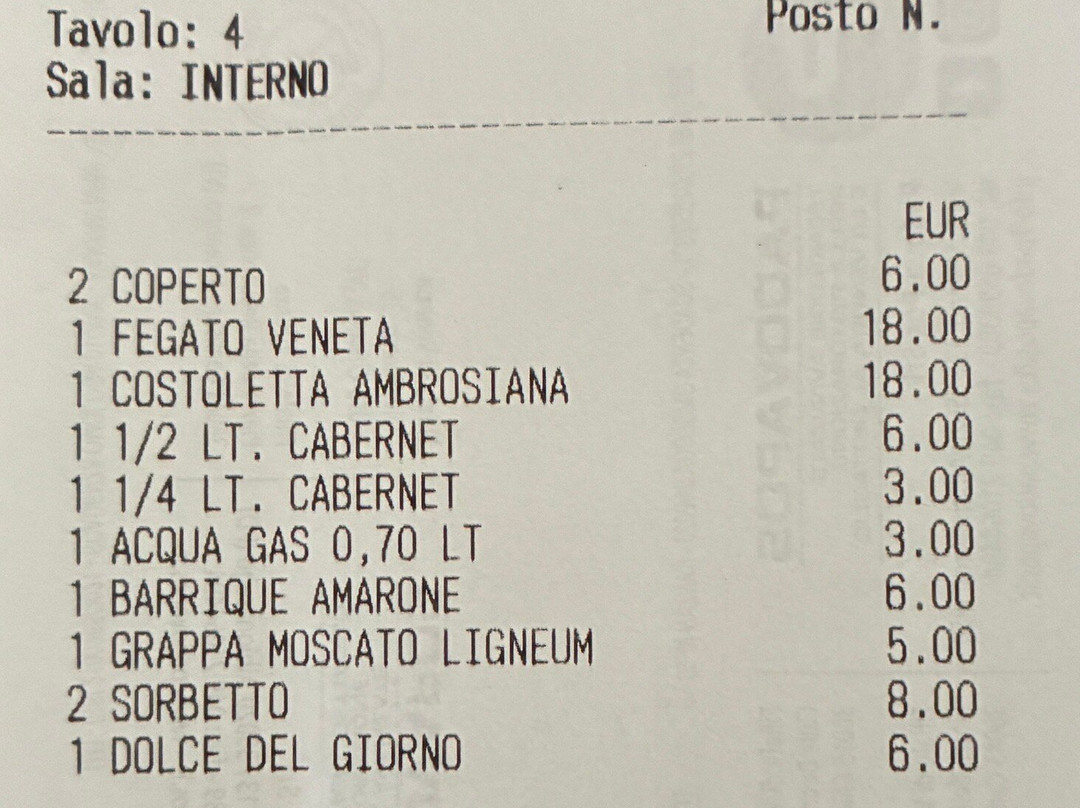 Tavolo: 4
Posto N.
Sala: INTERNO
EUR
2 COPERTO 6.00
1 FEGATO VENETA 18.00
1 COSTOLETTA AMBROSIANA 18.00
1 1/2 LT. CABERNET 6.00
1 1/4 LT. CABERNET 3.00
1 ACQUA GAS 0,70 LT 3.00
1 BARRIQUE AMARONE 6.00
1 GRAPPA MOSCATO LIGNEUM 5.00
2 SORBETTO 8.00
1 DOLCE DEL GIORNO 6.00